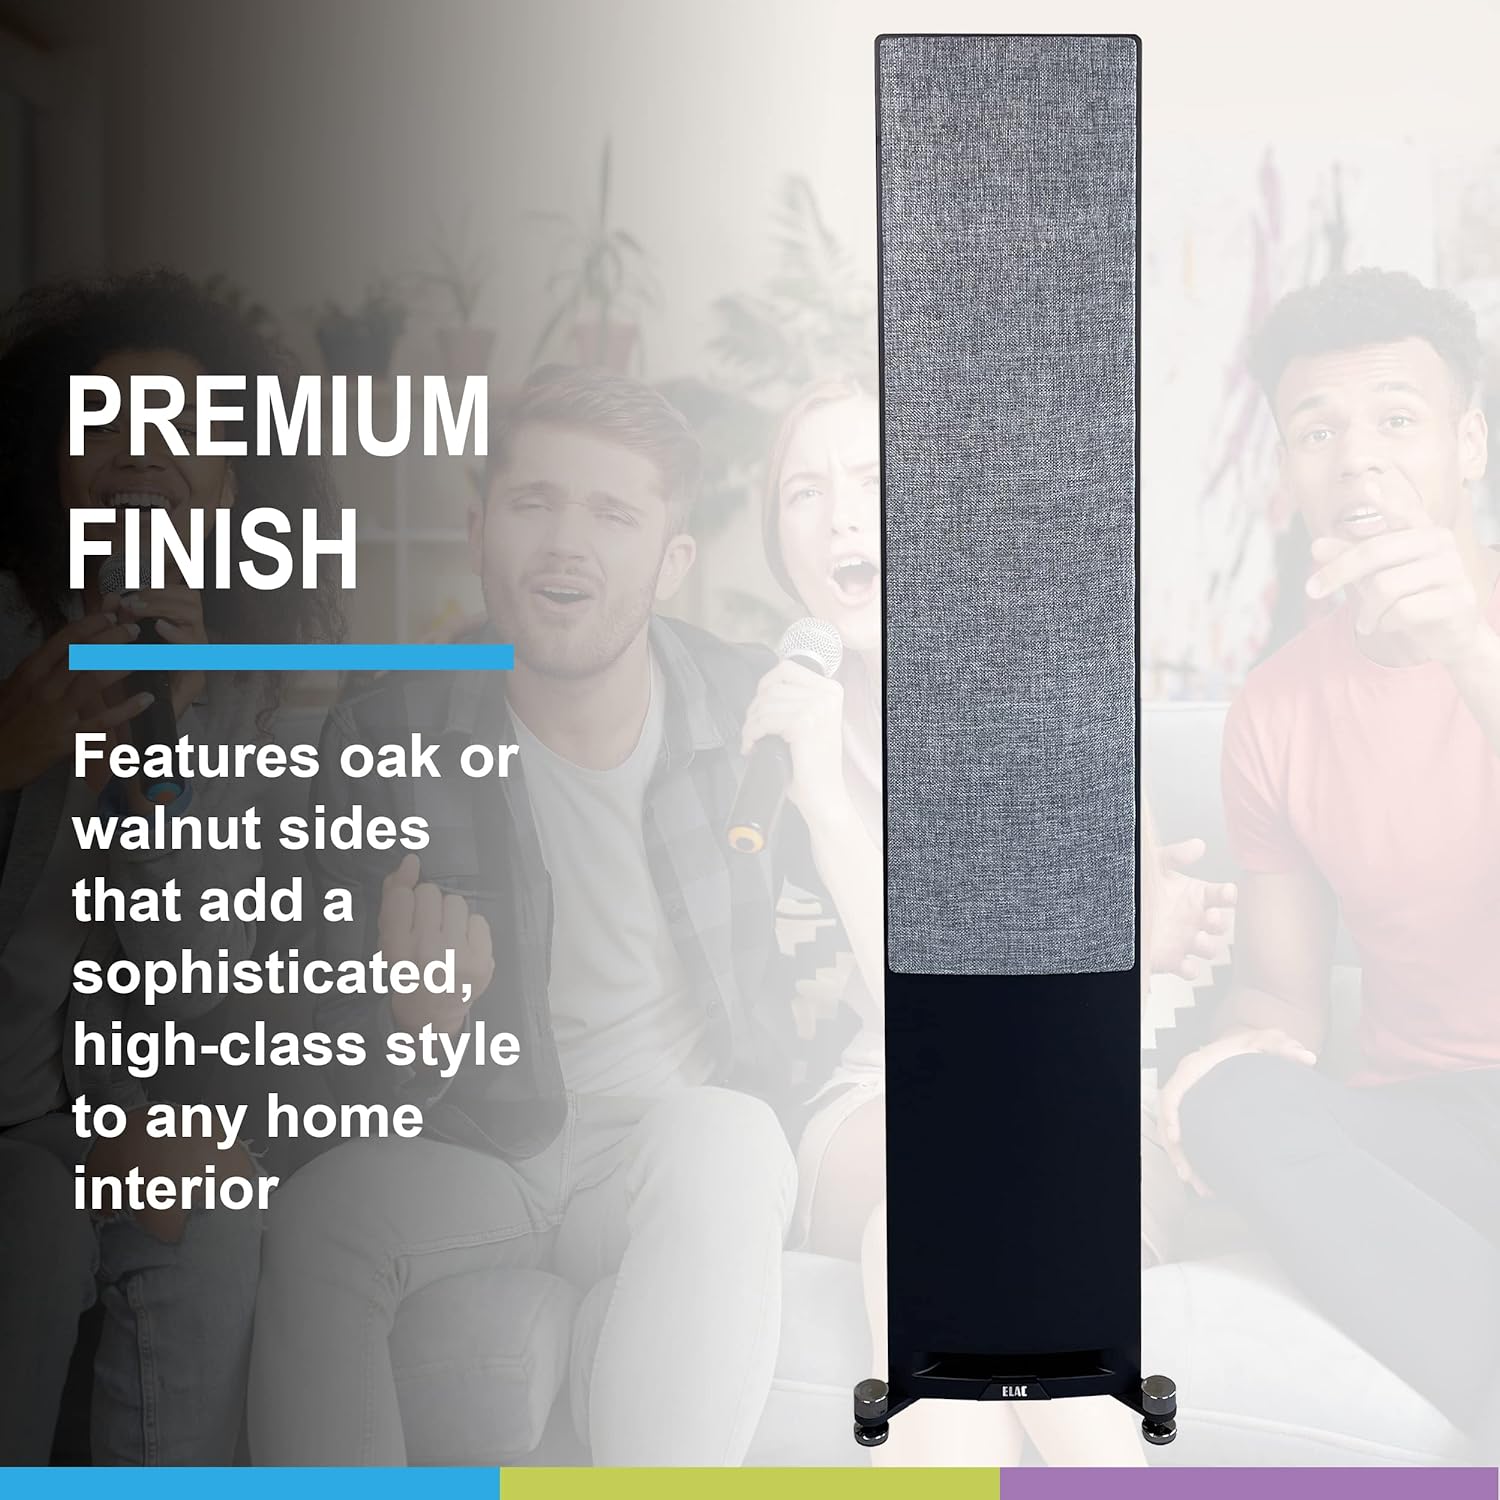 PREMIUM
FINISH
Features oak or
walnut sides
that add a
sophisticated,
high-class style
to any home
interior
ELAC